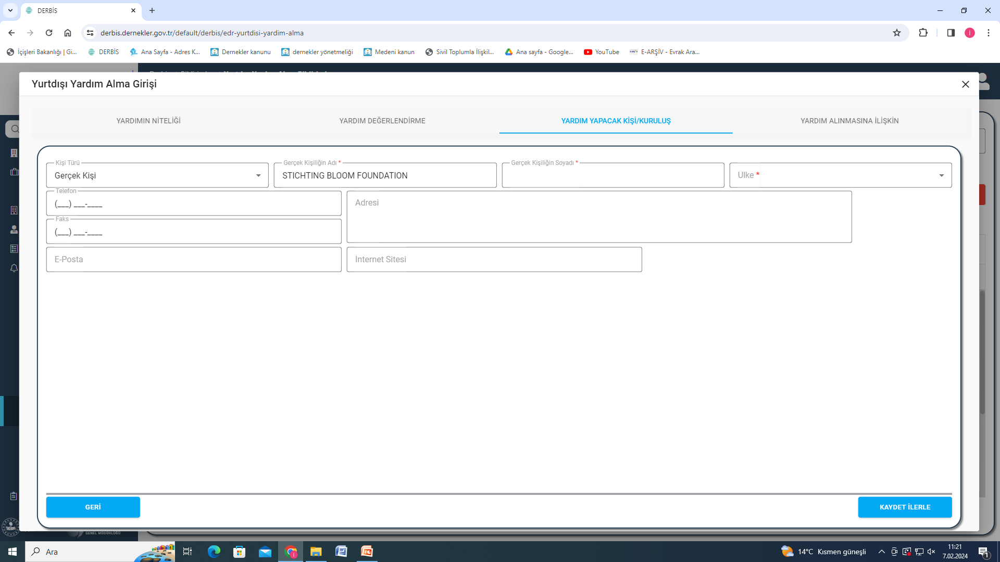 DERBİS
derbis.dernekler.gov.tr/default/derbis/edr-yurtdisi-yardim-alma
İçişleri Bakanlığı | Gi...
DERBİS
Ana Sayfa - Adres K...
Dernekler kanunu
dernekler yönetmeliği
Medeni kanun
Sivil Toplumla İlişkil...
Ana sayfa - Google...
YouTube
E-ARŞİV - Evrak Ara...
Yurtdışı Yardım Alma Girişi
YARDIMIN NİTELİĞİ
YARDIM DEĞERLENDİRME
YARDIM YAPACAK KİŞİ/KURULUŞ
YARDIM ALINMASINA İLİŞKİN
Kişi Türü
Gerçek Kişi
Gerçek Kişiliğin Adı *
STICHTING BLOOM FOUNDATION
Gerçek Kişiliğin Soyadı *
Ülke *
Telefon
(___) ___-____
Adresi
Faks
(___) ___-____
E-Posta
Internet Sitesi
GERİ
KAYDET İLERLE
GENEL MÜDÜRLÜĞÜ
Ara
14°C Kısmen güneşli
11:21
7.02.2024
1